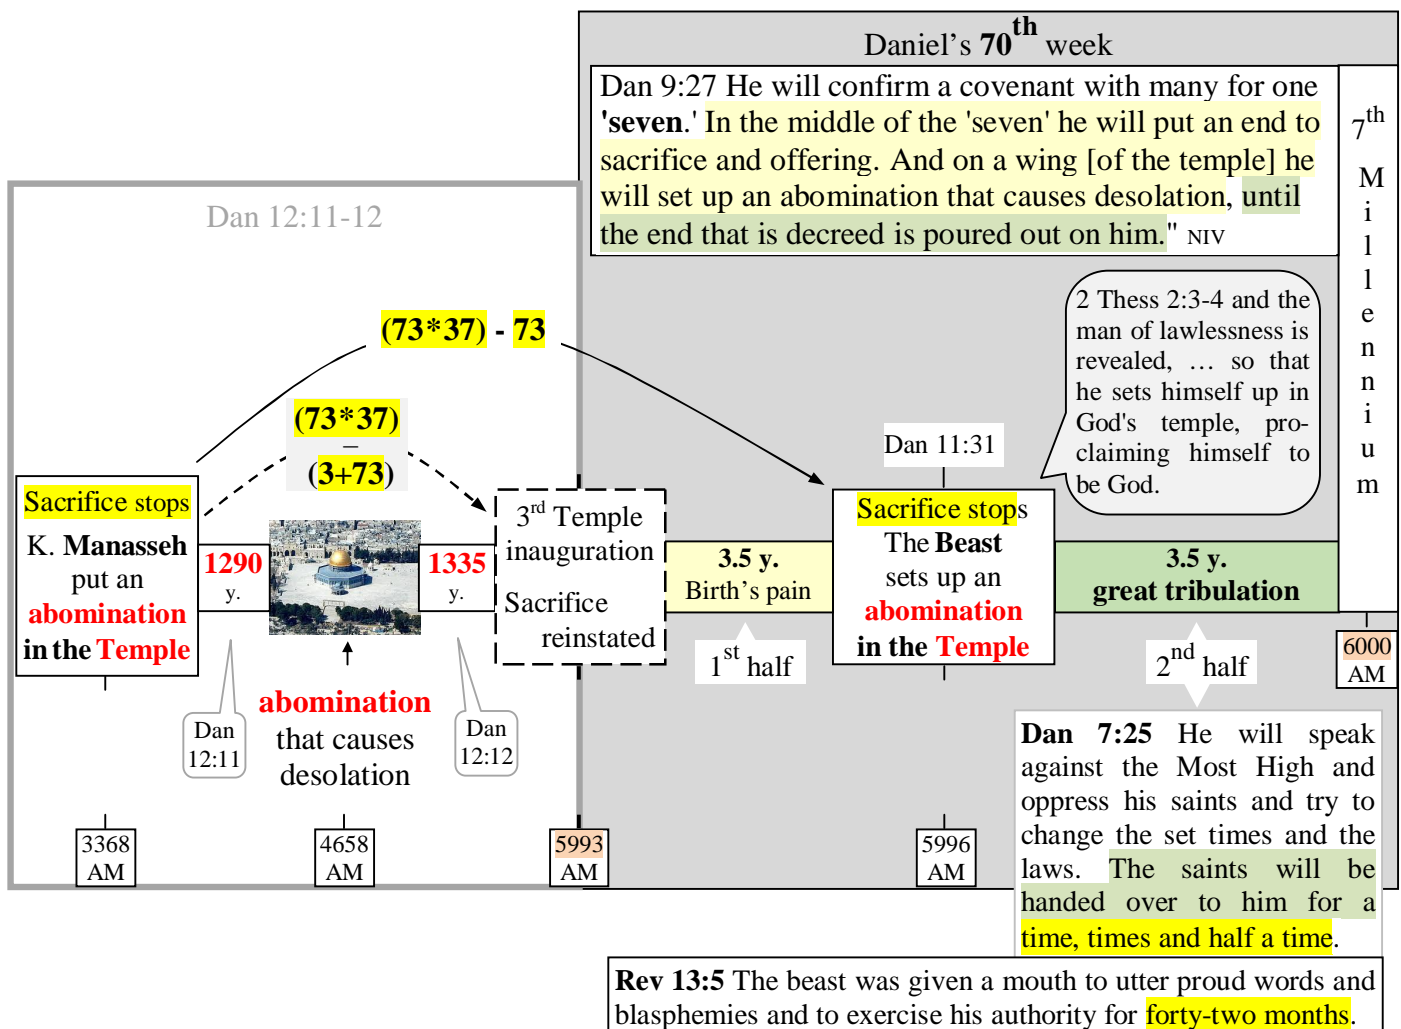 Daniel's 70th week
Dan 9:27 He will confirm a covenant with many for one
'seven.' In the middle of the 'seven' he will put an end to
sacrifice and offering. And on a wing [of the temple] he
will set up an abomination that causes desolation, until
the end that is decreed is poured out on him." NIV
7th
M
i
l
l
e
n
n
i
u
m
Dan 12:11-12
(73*37) - 73
(73*37)
–
(3+73)
2 Thess 2:3-4 and the
man of lawlessness is
revealed, … so that
he sets himself up in
God's temple, pro-
claiming himself to
be God.
Dan 11:31
Sacrifice stops
K. Manasseh
put an
abomination
in the Temple
1290
y.
1335
y.
3rd Temple
inauguration
Sacrifice
reinstated
3.5 y.
Birth's pain
Sacrifice stops
The Beast
sets up an
abomination
in the Temple
3.5 y.
great tribulation
1st half
2nd half
6000
AM
abomination
that causes
desolation
Dan
12:11
Dan
12:12
Dan 7:25 He will speak
against the Most High and
oppress his saints and try to
change the set times and the
laws. The saints will be
handed over to him for a
time, times and half a time.
3368
AM
4658
AM
5993
AM
5996
AM
Rev 13:5 The beast was given a mouth to utter proud words and
blasphemies and to exercise his authority for forty-two months.